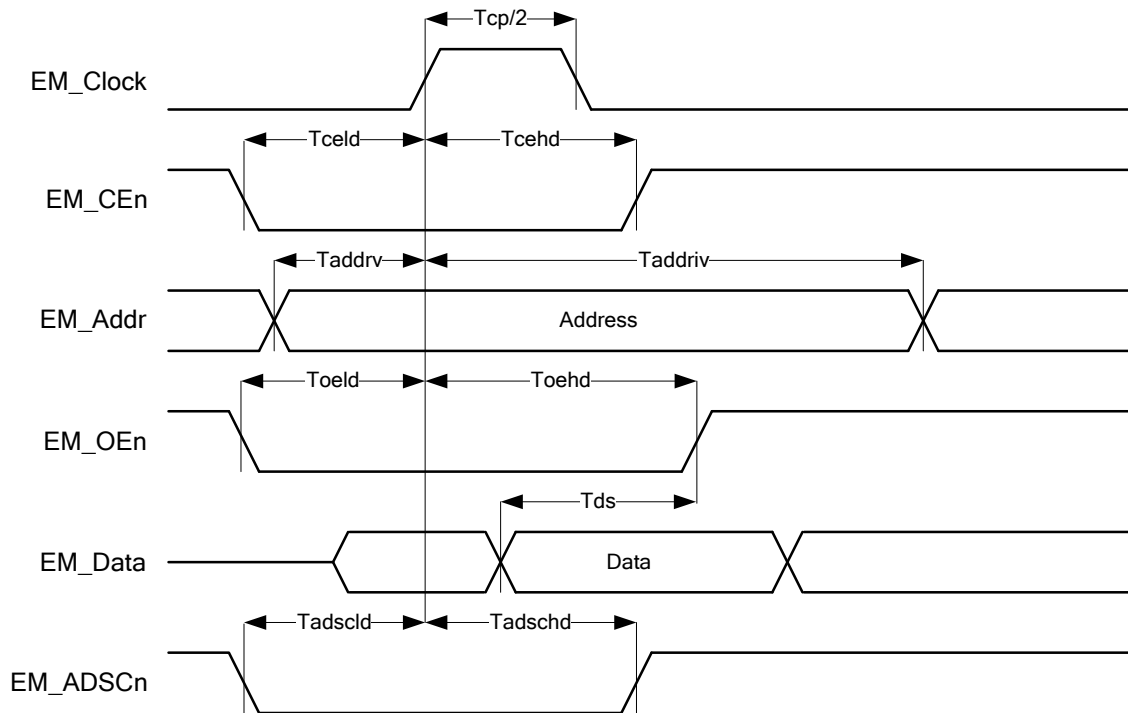 Tcp/2
EM_Clock
Tceld
Tcehd
EM_CEn
Taddrv
Taddriv
EM_Addr
Address
Toeld
Toehd
EM_OEn
Tds
EM_Data
Data
Tadscld
Tadschd
EM_ADSCn